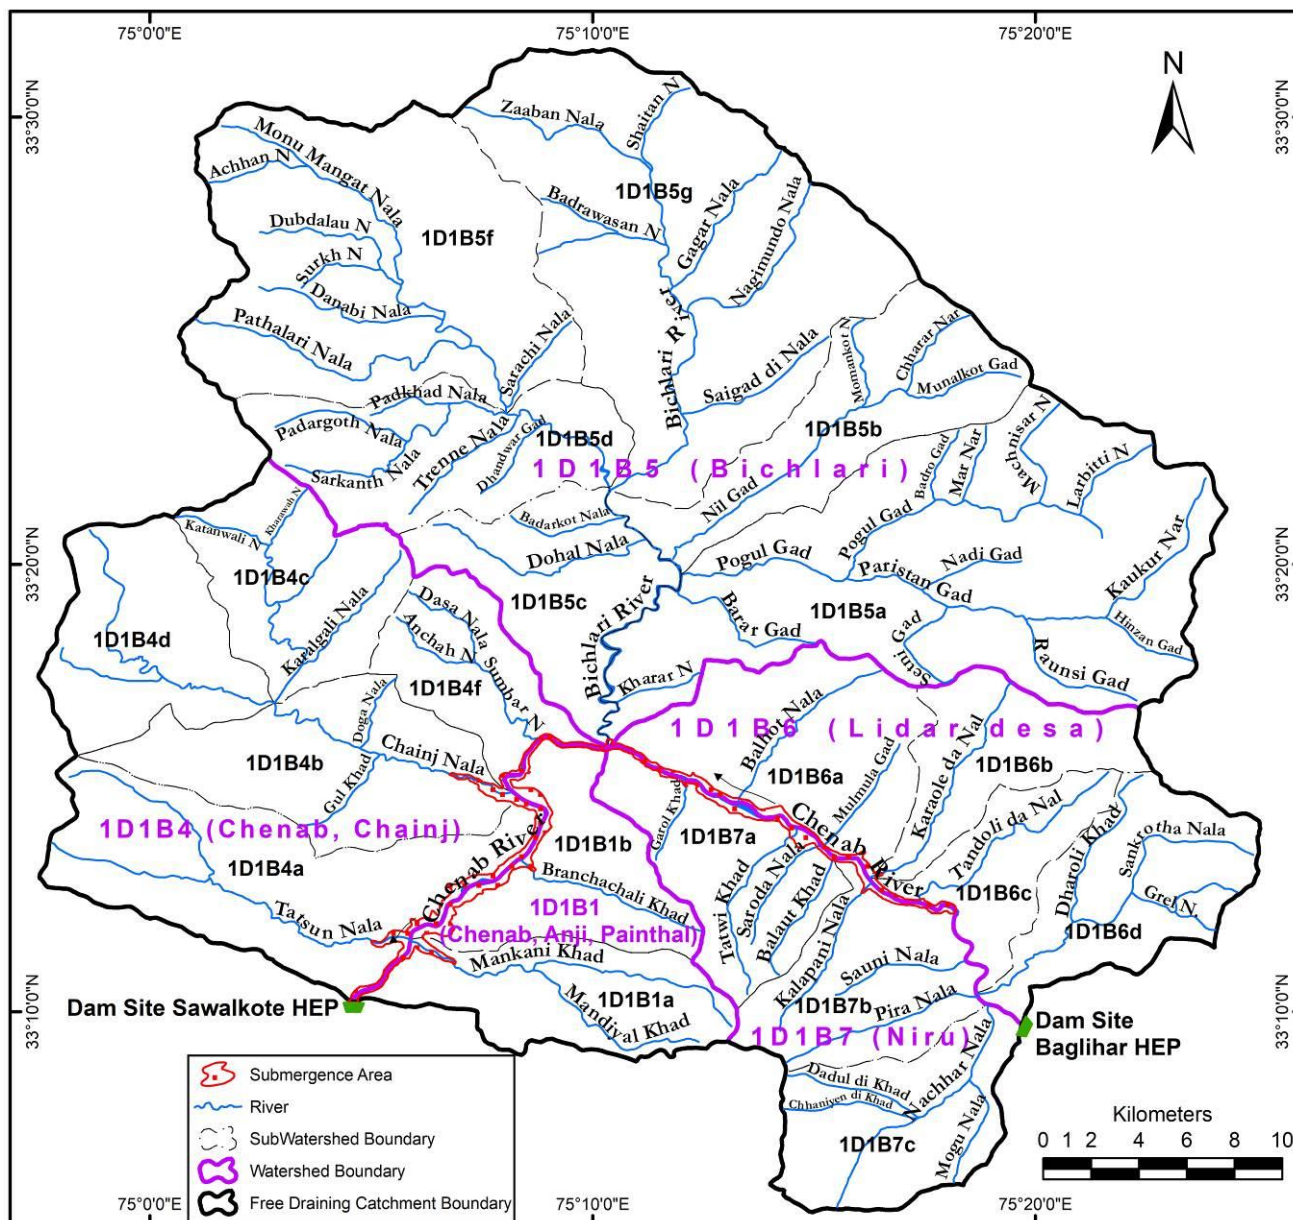 75°0'0"E
75°10'0"E
75°20'0"E
33°30'0"N
33°30'0"N
N
Zaaban Nala
Shaitan N
Monu Mangat Nala
Achhan N
1D1B5g
Badrawasan N
Gagar Nala
Nagimundo Nala
Dubdalau N
1D1B5f
Surkh N
Danabi Nala
Pathalari Nala
Bichlari River
Sarachi Nala
Saigad di Nala
Momankot N
Chharar Nar
Munalkot Gad
Padkhad Nala
Padargoth Nala
Sarkanth Nala
Trenne Nala
Dhandwar Gad
1D1B5d
1D1B5b
1D1B5 (Bichlari)
Nil Gad
Badro Gad
Mar Nar
Machnisar N
Larbitti N
Katanwali N
Kharawah N
Badarkot Nala
Dohal Nala
Pogul Gad
Pogul Gad
Paristan Gad
Nadi Gad
Kaukur Nar
33°20'0"N
33°20'0"N
1D1B4c
1D1B5c
1D1B5a
Dasa Nala
Anchah N
Sumbar N
Karalgali Nala
1D1B4d
Bichlari River
Barar Gad
Setni Gad
Hinzan Gad
Raunsi Gad
Kharar N
1D1B4f
Doga Nala
1D1B6 (Lidar desa)
Balhot Nala
1D1B4b
Chainj Nala
Gul Khad
1D1B6a
Mulmula Gad
Karaole da Nal
1D1B6b
Tandoli da Nal
Dharoli Khad
Sankrotha Nala
Grel N.
1D1B4 (Chenab, Chainj)
1D1B4a
Chenab River
1D1B1b
Garol Khad
1D1B7a
Chenab River
Branchachali Khad
1D1B1
(Chenab, Anji, Painthal)
Tatwi Khad
Saroda Nala
Balaut Khad
Kalapani Nala
1D1B6c
1D1B6d
Tatsun Nala
Mankani Khad
Sauni Nala
1D1B1a
Mandiyal Khad
1D1B7b
Pira Nala
1D1B7 (Niru)
Dam Site Sawalkote HEP
Dam Site
Baglihar HEP
33°10'0"N
33°10'0"N
Dadul di Khad
Chhaniyen di Khad
Nachhar Nala
1D1B7c
Mogu Nala
Submergence Area
River
SubWatershed Boundary
Watershed Boundary
Free Draining Catchment Boundary
Kilometers
0 1 2 4 6 8 10
75°0'0"E
75°10'0"E
75°20'0"E